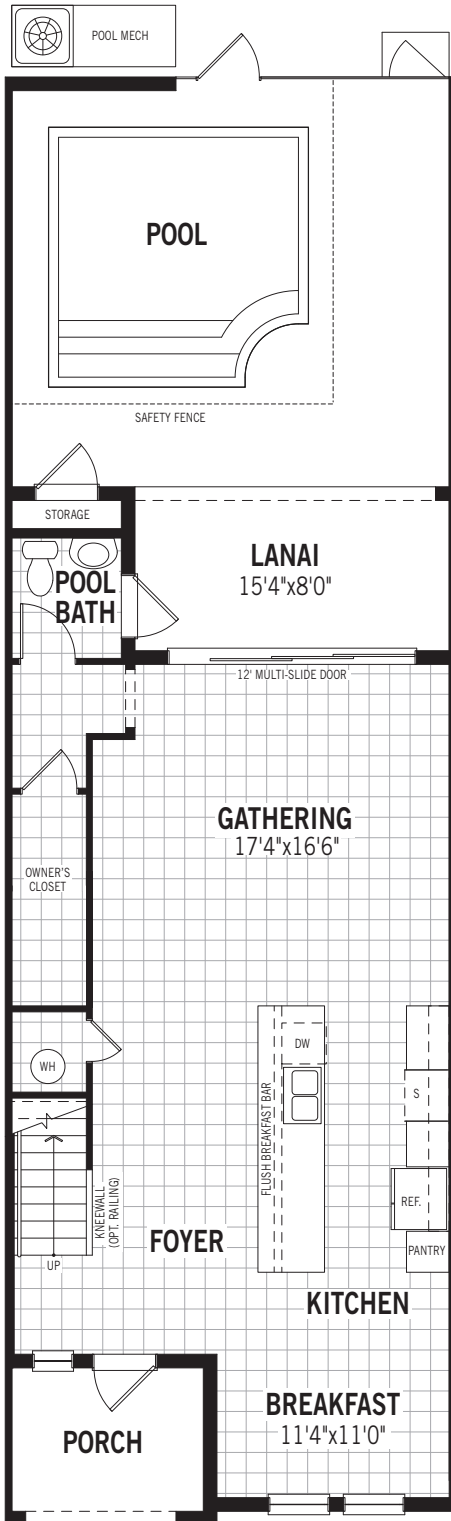 POOL MECH
POOL
SAFETY FENCE
STORAGE
LANAI
15'4"x8'0"
POOL
BATH
12' MULTI-SLIDE DOOR
GATHERING
17'4"x16'6"
OWNER'S
CLOSET
DW
WH
S
FLUSH BREAKFAST BAR
KNEEWALL
(OPT. RAILING)
REF.
FOYER
PANTRY
UP
KITCHEN
BREAKFAST
11'4"x11'0"
PORCH